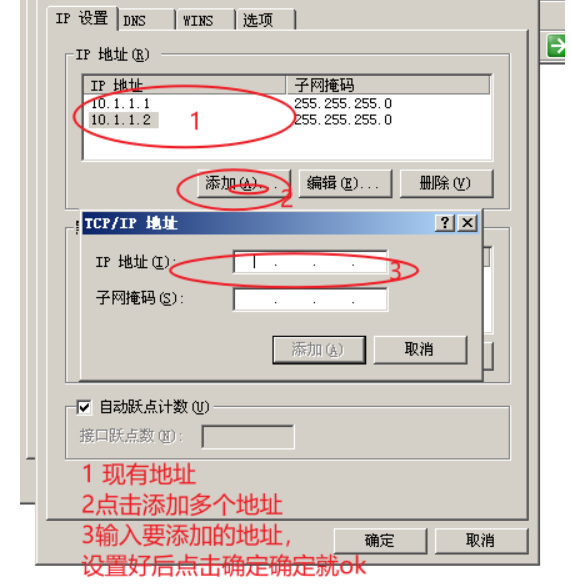 IP 设置 DNS WINS 选项
IP 地址(R)
IP 地址 子网掩码
10.1.1.1 255.255.255.0
10.1.1.2 255.255.255.0
1
添加(A)... 编辑(E)... 删除(V)
2
TCP/IP 地址
IP 地址(I):
3
子网掩码(S):
添加(A) 取消
自动跃点计数(U)
接口跃点数(N):
1 现有地址
2点击添加多个地址
3输入要添加的地址,
确定 取消
设置好后点击确定确定就ok